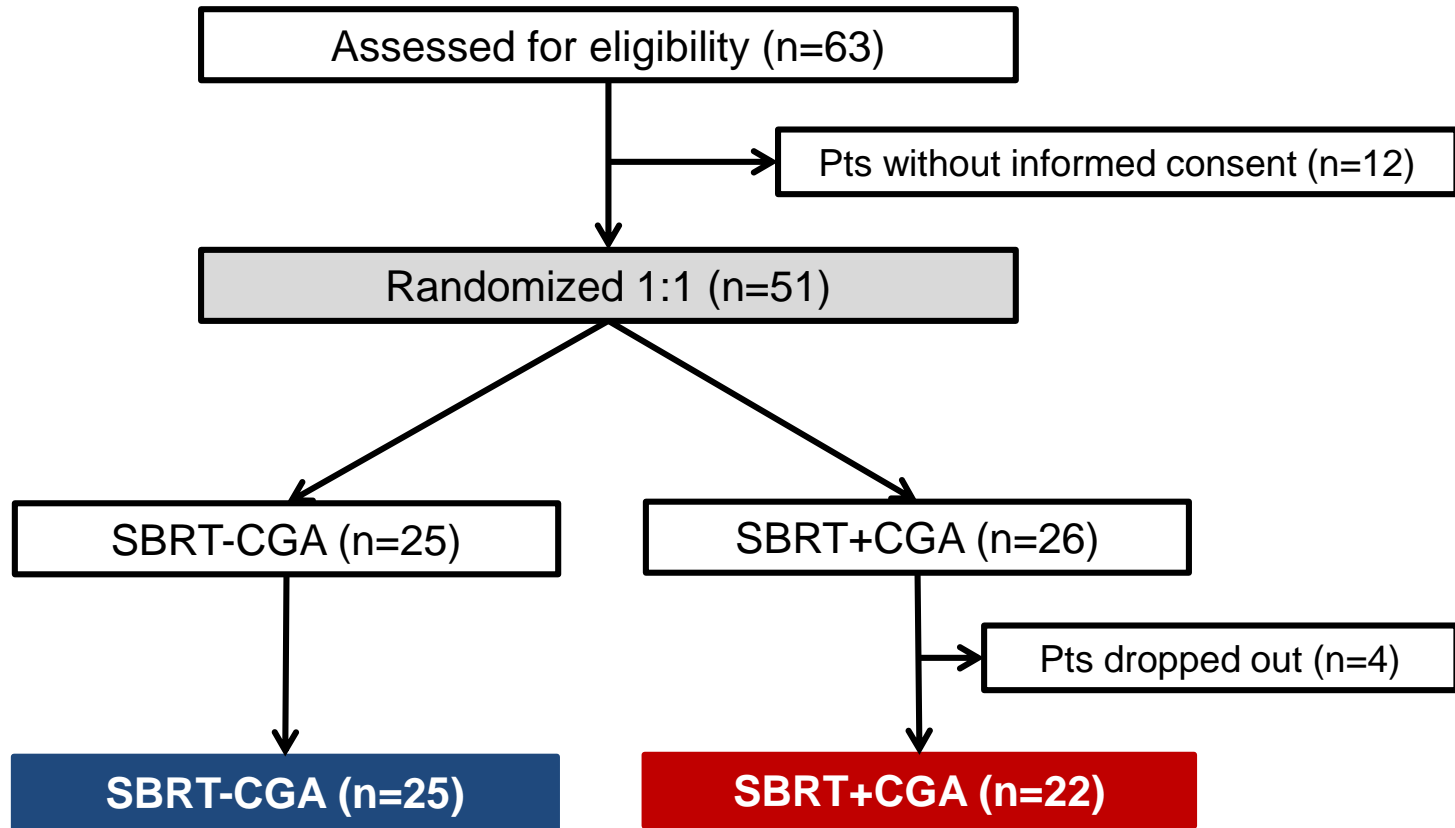 Assessed for eligibility (n=63)
Pts without informed consent (n=12)
Randomized 1:1 (n=51)
SBRT-CGA (n=25)
SBRT+CGA (n=26)
Pts dropped out (n=4)
SBRT-CGA (n=25)
SBRT+CGA (n=22)